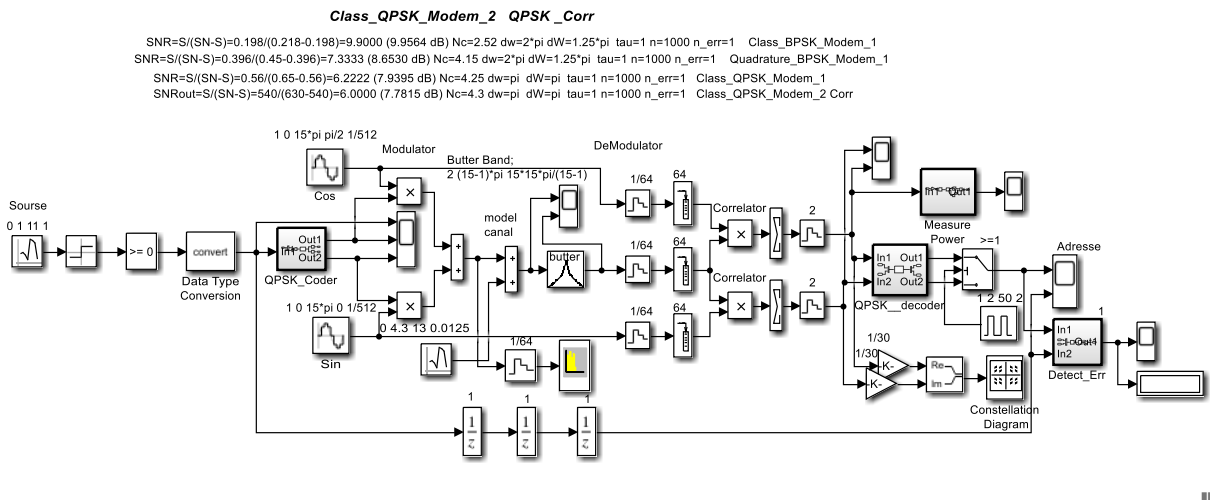 Class_QPSK_Modem_2 QPSK _Corr
SNR=S/(SN-S)=0.198/(0.218-0.198)=9.9000 (9.9564 dB) Nc=2.52 dw=2*pi dW=1.25*pi tau=1 n=1000 n_err=1 Class_BPSK_Modem_1
SNR=S/(SN-S)=0.396/(0.45-0.396)=7.3333 (8.6530 dB) Nc=4.15 dw=2*pi dW=1.25*pi tau=1 n=1000 n_err=1 Quadrature_BPSK_Modem_1
SNR=S/(SN-S)=0.56/(0.65-0.56)=6.2222 (7.9395 dB) Nc=4.25 dw=pi dW=pi tau=1 n=1000 n_err=1 Class_QPSK_Modem_1
SNRout=S/(SN-S)=540/(630-540)=6.0000 (7.7815 dB) Nc=4.3 dw=pi dW=pi tau=1 n=1000 n_err=1 Class_QPSK_Modem_2 Corr
1 0 15*pi pi/2 1/512
Cos
Modulator
Butter Band;
2 (15-1)*pi 15*15*pi/(15-1)
DeModulator
1/64
64
Correlator
2
In1 Out1
Measure
Power
Sourse
0 1 11 1
>= 0
convert
Data Type
Conversion
In1
Out1
Out2
QPSK_Coder
×
×
+
+
model
canal
+
+
butter
1/64
64
×
Correlator
×
2
In1
In2
Out1
Out2
QPSK__decoder
>=1
1 2 50 2
Adresse
1 0 15*pi 0 1/512
Sin
0 4.3 13 0.0125
1/64
1/64
64
1/30
1/30
-K-
-K-
Re
Im
Constellation
Diagram
1
In1
In2
Out1
Detect_Err
1
1
z
1
1
z
1
1
z